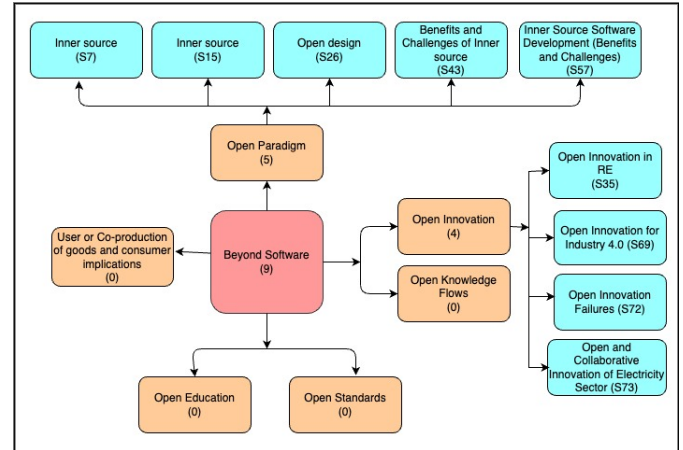 Inner source
(S7)
Inner source
(S15)
Open design
(S26)
Benefits and
Challenges of Inner
source
(S43)
Inner Source Software
Development (Benefits
and Challenges)
(S57)
Open Paradigm
(5)
Open Innovation in
RE
(S35)
User or Co-production
of goods and consumer
implications
(0)
Beyond Software
(9)
Open Innovation
(4)
Open Innovation for
Industry 4.0 (S69)
Open Knowledge
Flows
(0)
Open Innovation
Failures (S72)
Open and
Collaborative
Innovation of Electricity
Sector (S73)
Open Education
(0)
Open Standards
(0)